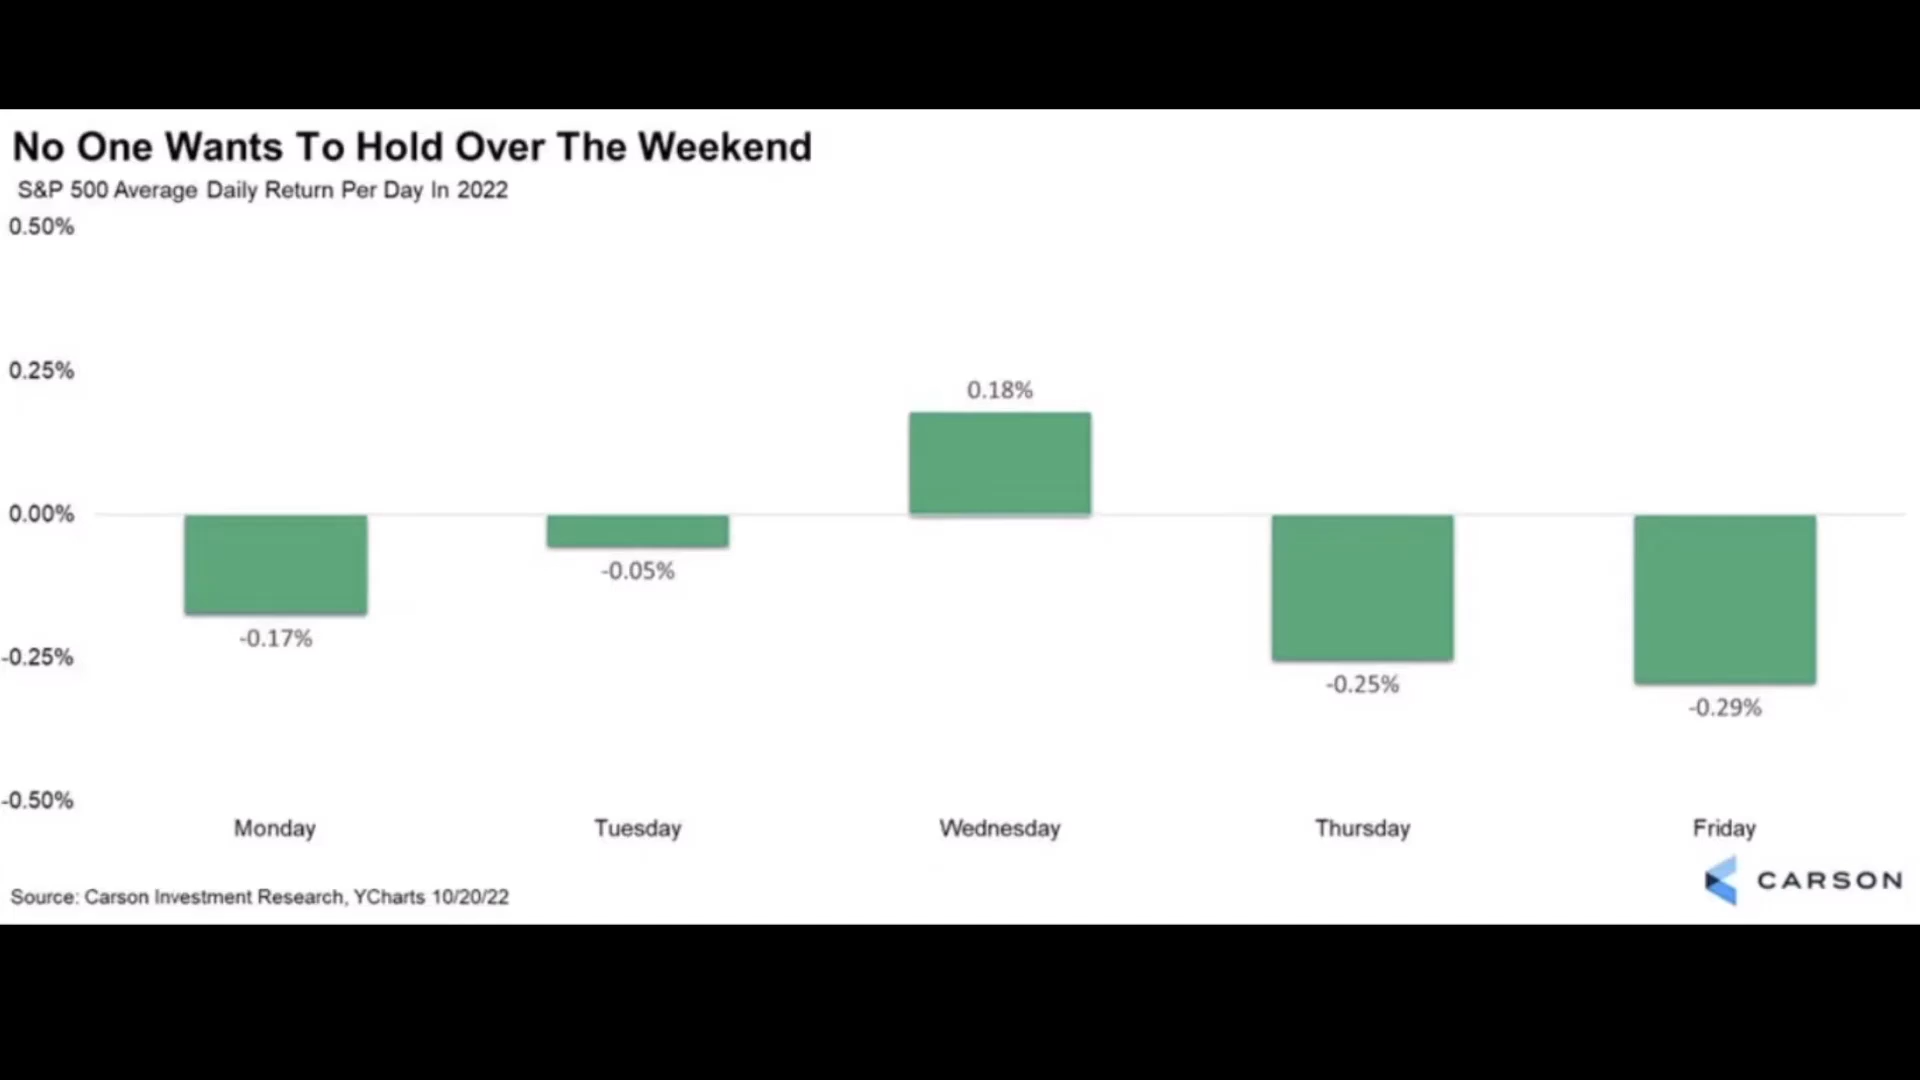 No One Wants To Hold Over The Weekend
S&P 500 Average Daily Return Per Day In 2022
0.50%
0.25%
0.18%
0.00%
-0.05%
-0.17%
-0.25%
-0.25%
-0.29%
-0.50%
Monday Tuesday Wednesday Thursday Friday
CARSON
Source: Carson Investment Research, YCharts 10/20/22